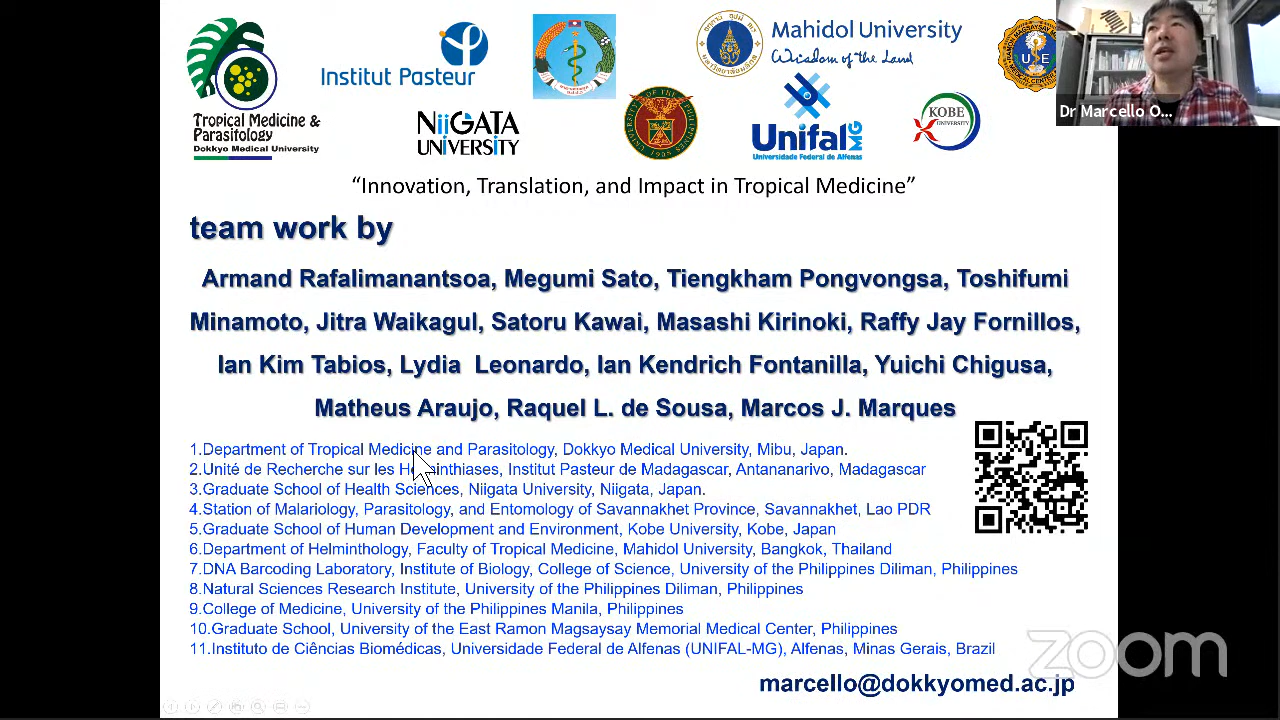 Institut Pasteur
Mahidol University
Wisdom of the Land
Tropical Medicine &
Parasitology
Dokkyo Medical University
NiiGATA
UNIVERSITY
Unifal MG
Universidade Federal de Alfenas
KOBE
UNIVERSITY
Dr Marcello O...
“Innovation, Translation, and Impact in Tropical Medicine”
team work by
Armand Rafalimanantsoa, Megumi Sato, Tiengkham Pongvongsa, Toshifumi
Minamoto, Jitra Waikagul, Satoru Kawai, Masashi Kirinoki, Raffy Jay Fornillos,
Ian Kim Tabios, Lydia Leonardo, Ian Kendrich Fontanilla, Yuichi Chigusa,
Matheus Araujo, Raquel L. de Sousa, Marcos J. Marques
1.Department of Tropical Medicine and Parasitology, Dokkyo Medical University, Mibu, Japan.
2.Unité de Recherche sur les Helminthiases, Institut Pasteur de Madagascar, Antananarivo, Madagascar
3.Graduate School of Health Sciences, Niigata University, Niigata, Japan.
4.Station of Malariology, Parasitology, and Entomology of Savannakhet Province, Savannakhet, Lao PDR
5.Graduate School of Human Development and Environment, Kobe University, Kobe, Japan
6.Department of Helminthology, Faculty of Tropical Medicine, Mahidol University, Bangkok, Thailand
7.DNA Barcoding Laboratory, Institute of Biology, College of Science, University of the Philippines Diliman, Philippines
8.Natural Sciences Research Institute, University of the Philippines Diliman, Philippines
9.College of Medicine, University of the Philippines Manila, Philippines
10.Graduate School, University of the East Ramon Magsaysay Memorial Medical Center, Philippines
11.Instituto de Ciências Biomédicas, Universidade Federal de Alfenas (UNIFAL-MG), Alfenas, Minas Gerais, Brazil
zoom
marcello@dokkyomed.ac.jp